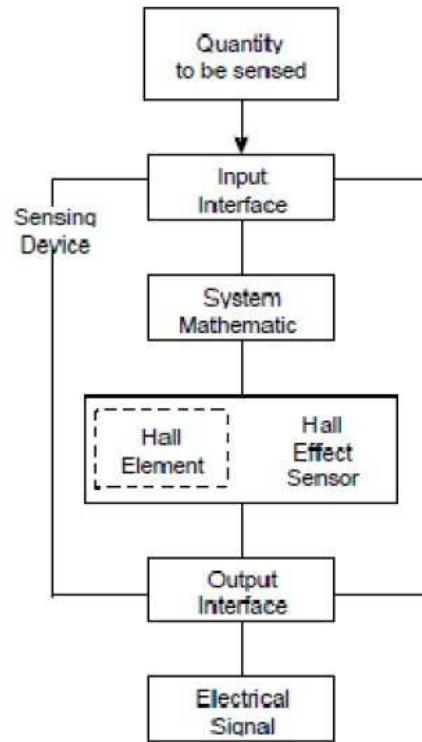 Quantity
to be sensed
Input
Interface
Sensing
Device
System
Mathematic
Hall
Element
Hall
Effect
Sensor
Output
Interface
Electrical
Signal